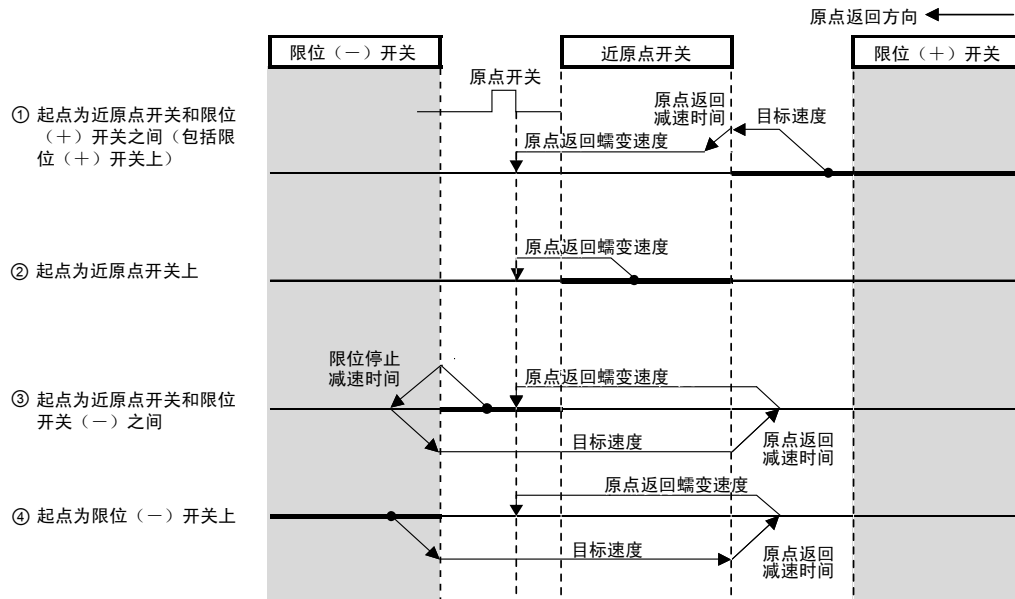 原点返回方向
限位（－）开关
近原点开关
限位（＋）开关
原点开关
① 起点为近原点开关和限位
（＋）开关之间（包括限
位（＋）开关上）
原点返回
减速时间
目标速度
原点返回蠕变速度
② 起点为近原点开关上
原点返回蠕变速度
限位停止
减速时间
③ 起点为近原点开关和限位
开关（－）之间
原点返回蠕变速度
目标速度
原点返回
减速时间
④ 起点为限位（－）开关上
原点返回蠕变速度
目标速度
原点返回
减速时间